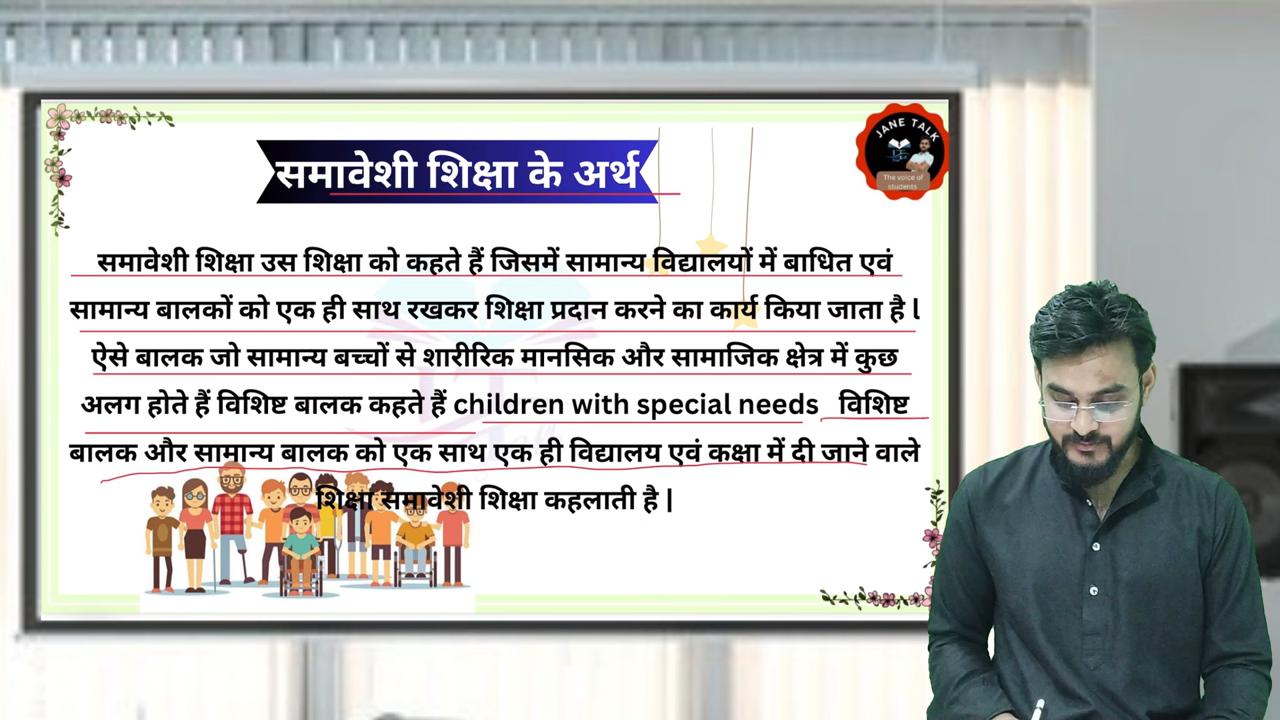 समावेशी शिक्षा के अर्थ
JANE TALK
The voice of
students
समावेशी शिक्षा उस शिक्षा को कहते हैं जिसमें सामान्य विद्यालयों में बाधित एवं
सामान्य बालकों को एक ही साथ रखकर शिक्षा प्रदान करने का कार्य किया जाता है l
ऐसे बालक जो सामान्य बच्चों से शारीरिक मानसिक और सामाजिक क्षेत्र में कुछ
अलग होते हैं विशिष्ट बालक कहते हैं children with special needs विशिष्ट
बालक और सामान्य बालक को एक साथ एक ही विद्यालय एवं कक्षा में दी जाने वाले
शिक्षा समावेशी शिक्षा कहलाती है |